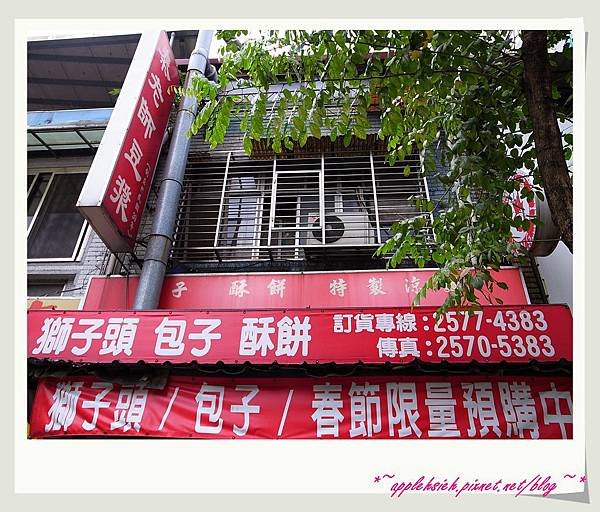 子 酥 餅 特 製 涼
獅子頭 包子 酥餅 訂貨專線：2577-4383
傳真：2570-5383
獅子頭 / 包子 / 春節限量預購中
*~applehsieh.pixnet.net/blog ~*